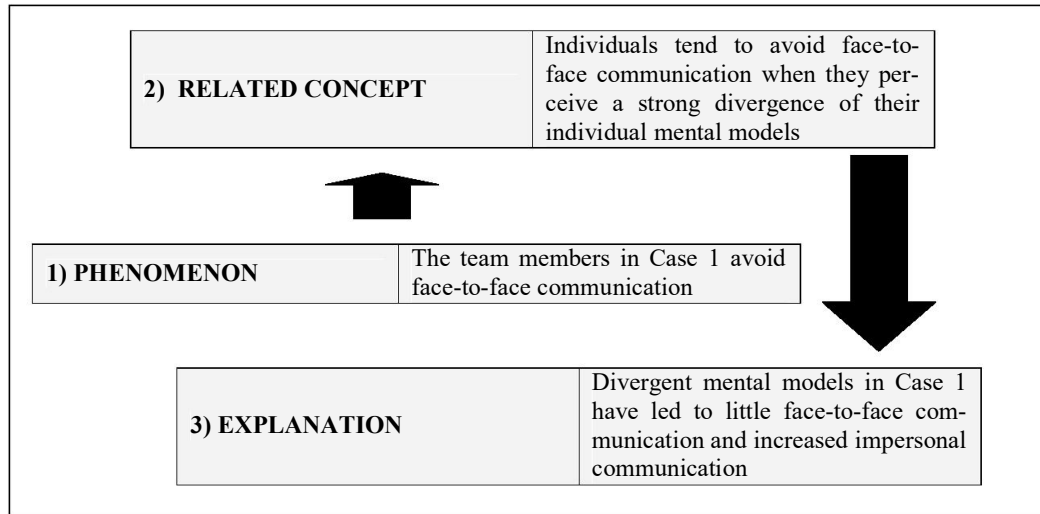 2) RELATED CONCEPT
Individuals tend to avoid face-to-
face communication when they per-
ceive a strong divergence of their
individual mental models
1) PHENOMENON
The team members in Case 1 avoid
face-to-face communication
3) EXPLANATION
Divergent mental models in Case 1
have led to little face-to-face com-
munication and increased impersonal
communication